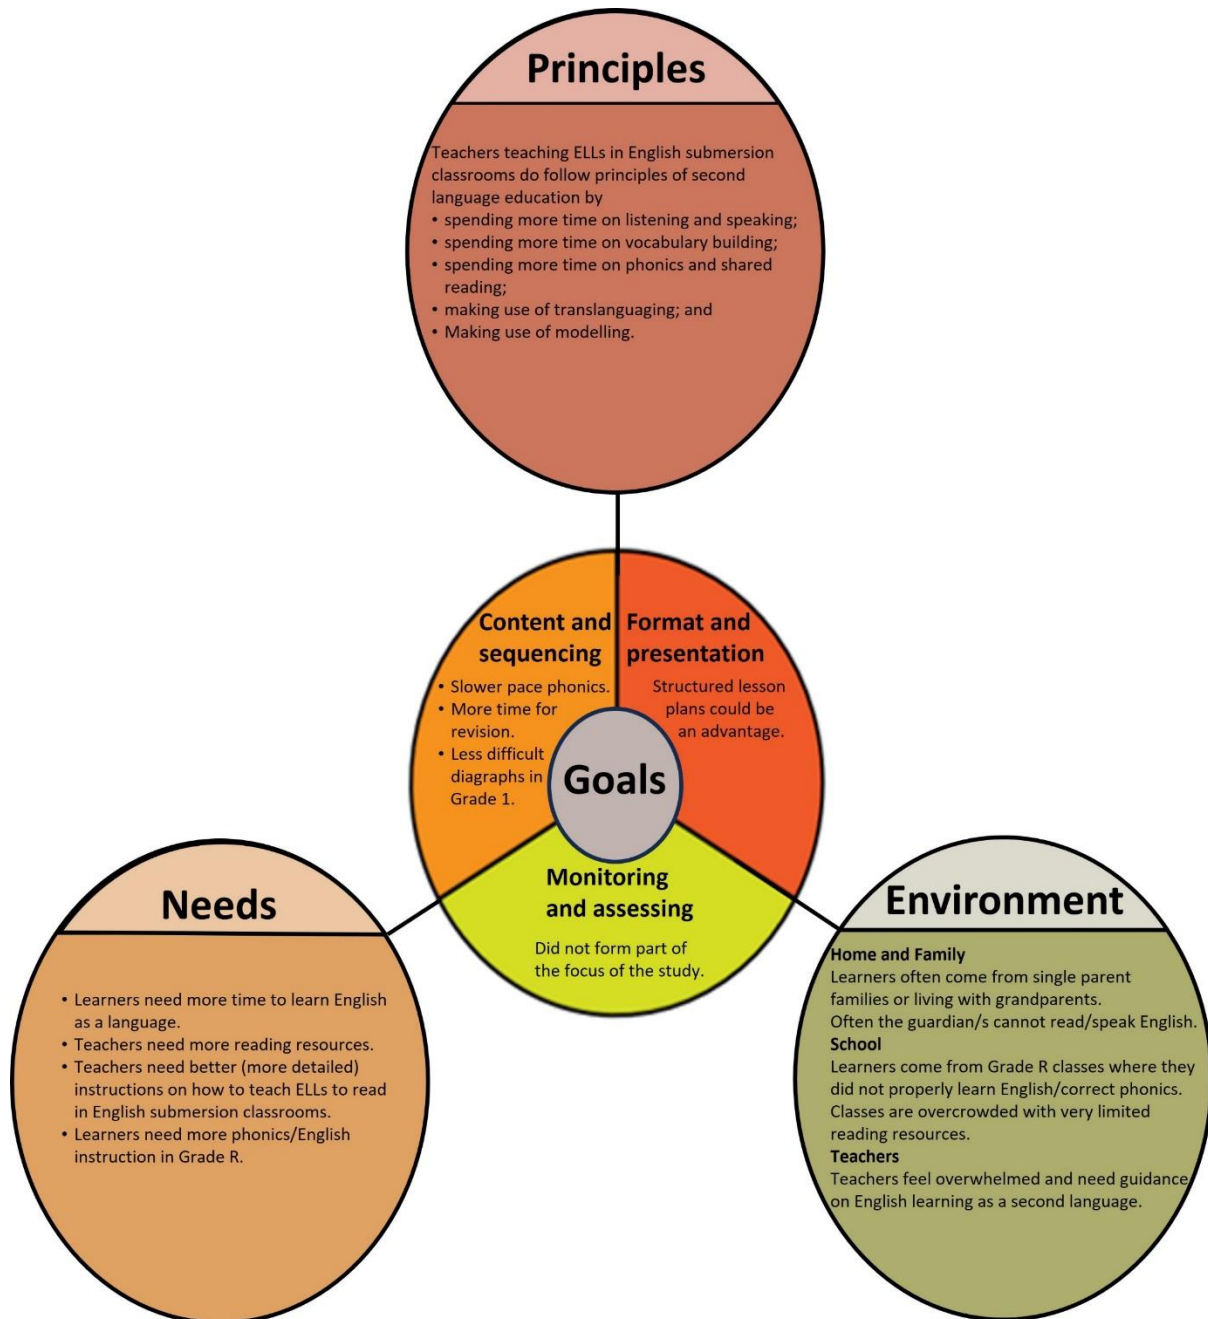 Principles
Teachers teaching ELLs in English submersion
classrooms do follow principles of second
language education by
• spending more time on listening and speaking;
• spending more time on vocabulary building;
• spending more time on phonics and shared
reading;
• making use of translanguaging; and
• Making use of modelling.
Content and
sequencing
• Slower pace phonics.
• More time for
revision.
• Less difficult
diagraphs in
Grade 1.
Format and
presentation
Structured lesson
plans could be
an advantage.
Goals
Monitoring
and assessing
Did not form part of
the focus of the study.
Needs
• Learners need more time to learn English
as a language.
• Teachers need more reading resources.
• Teachers need better (more detailed)
instructions on how to teach ELLs to read
in English submersion classrooms.
• Learners need more phonics/English
instruction in Grade R.
Environment
Home and Family
Learners often come from single parent
families or living with grandparents.
Often the guardian/s cannot read/speak English.
School
Learners come from Grade R classes where they
did not properly learn English/correct phonics.
Classes are overcrowded with very limited
reading resources.
Teachers
Teachers feel overwhelmed and need guidance
on English learning as a second language.